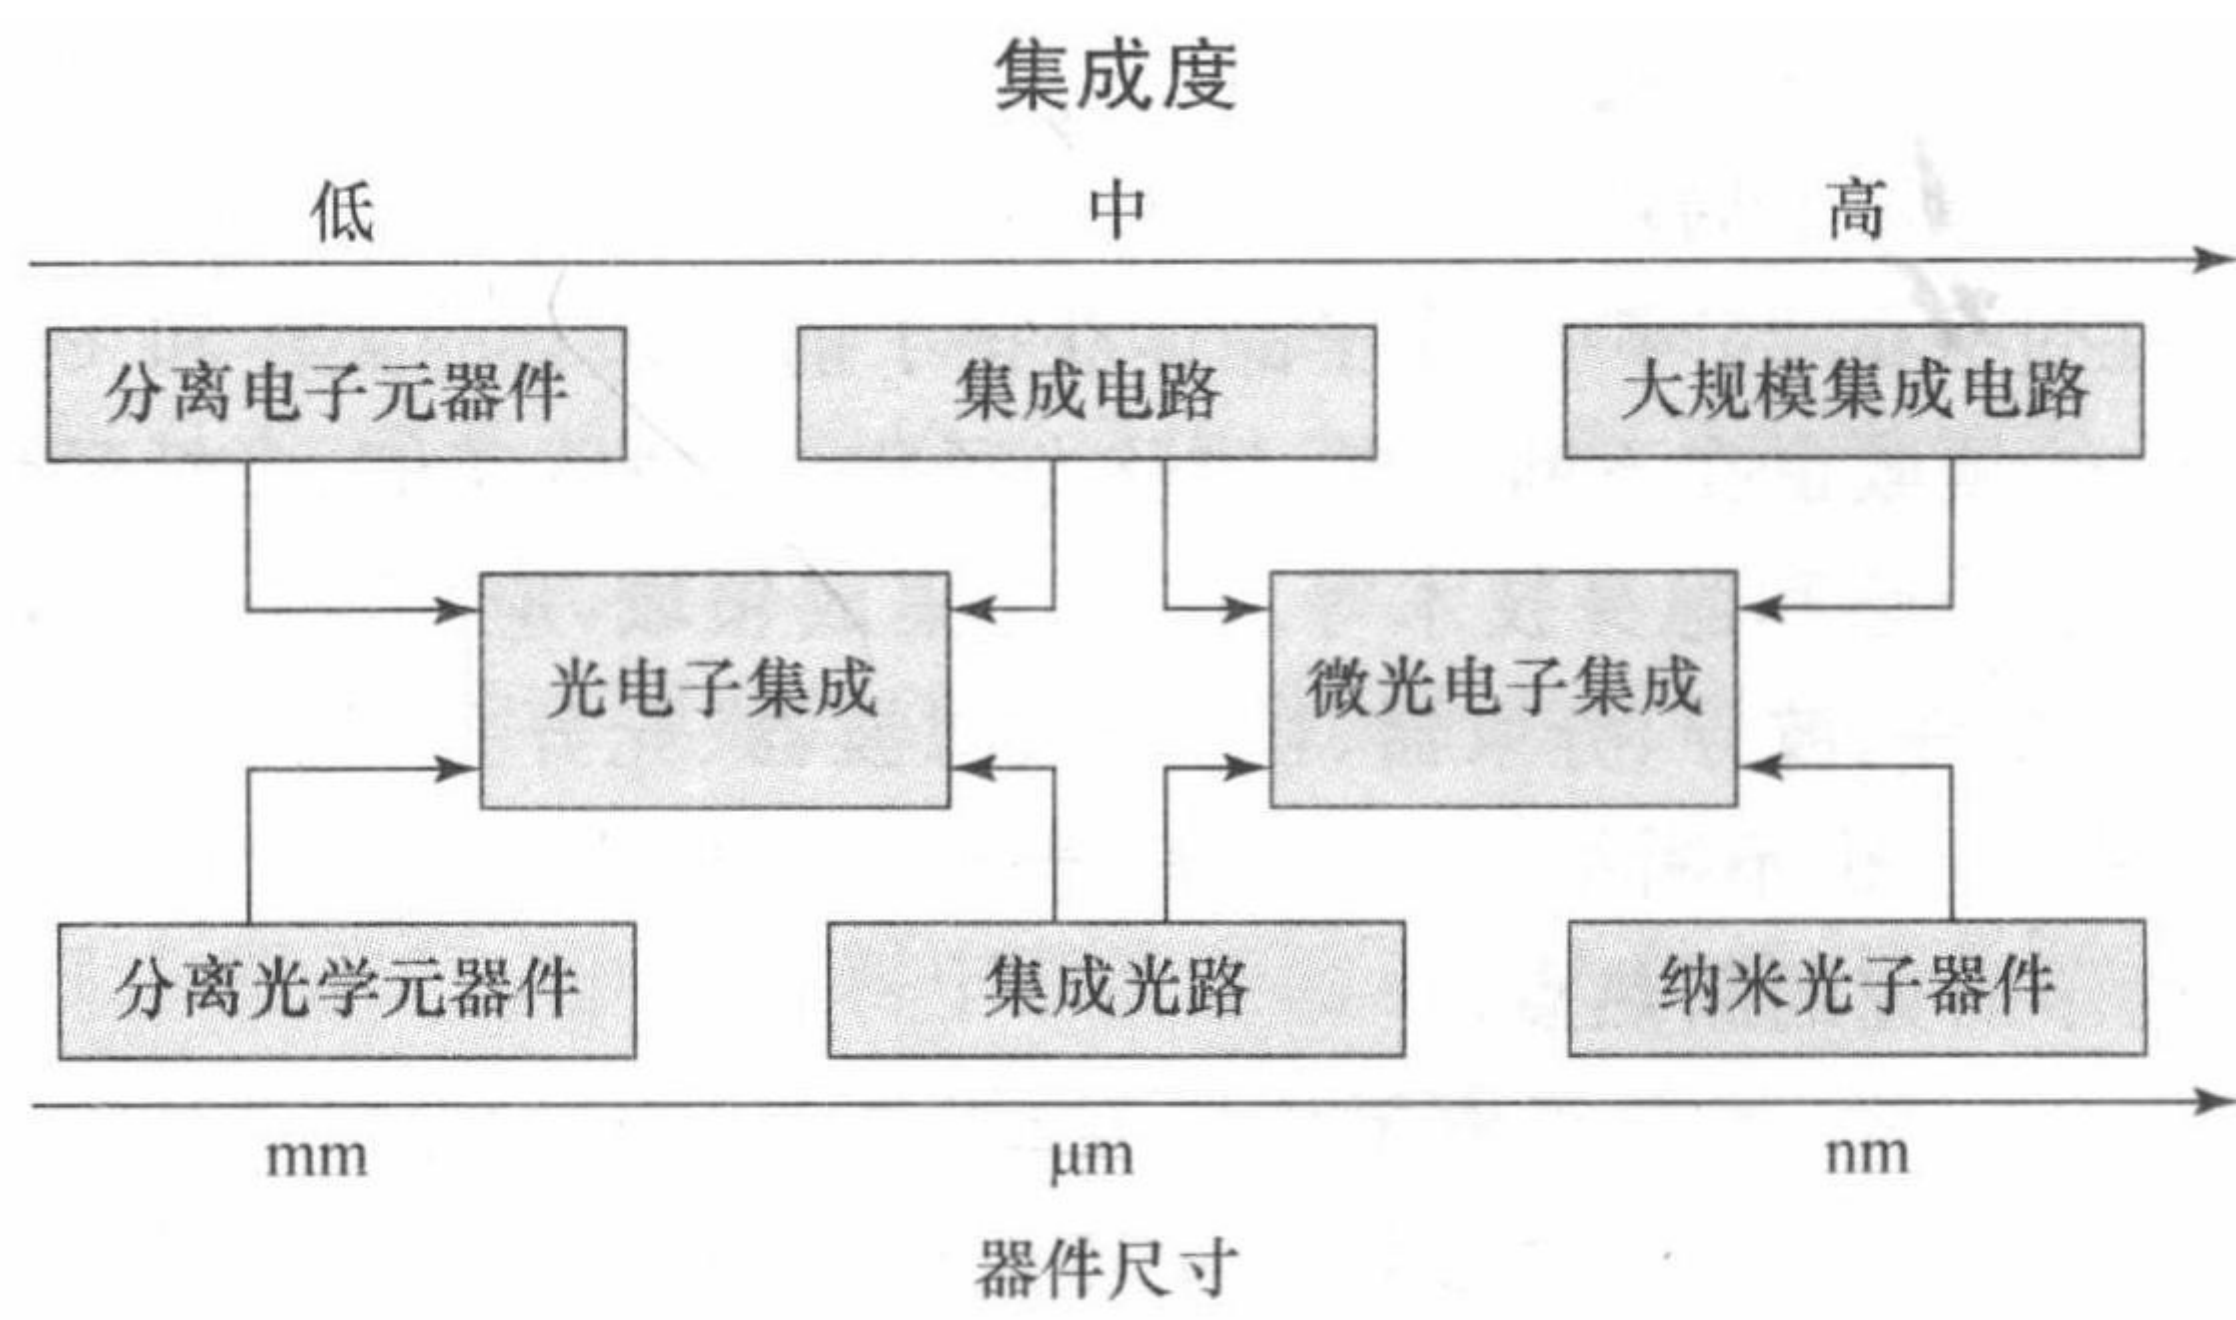 集成度
低 中 高
分离电子元器件 集成电路 大规模集成电路
光电子集成 微光电子集成
分离光学元器件 集成光路 纳米光子器件
mm μm nm
器件尺寸